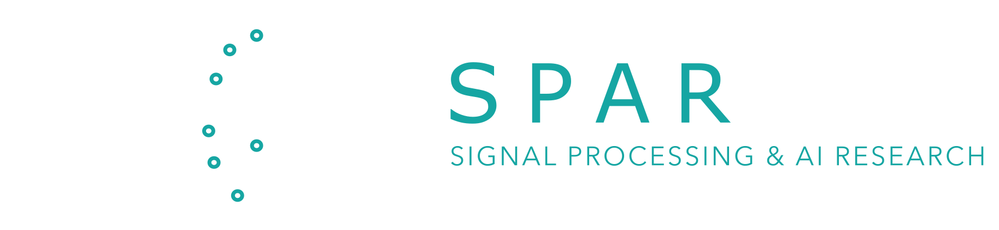 SPAR
SIGNAL PROCESSING & AI RESEARCH